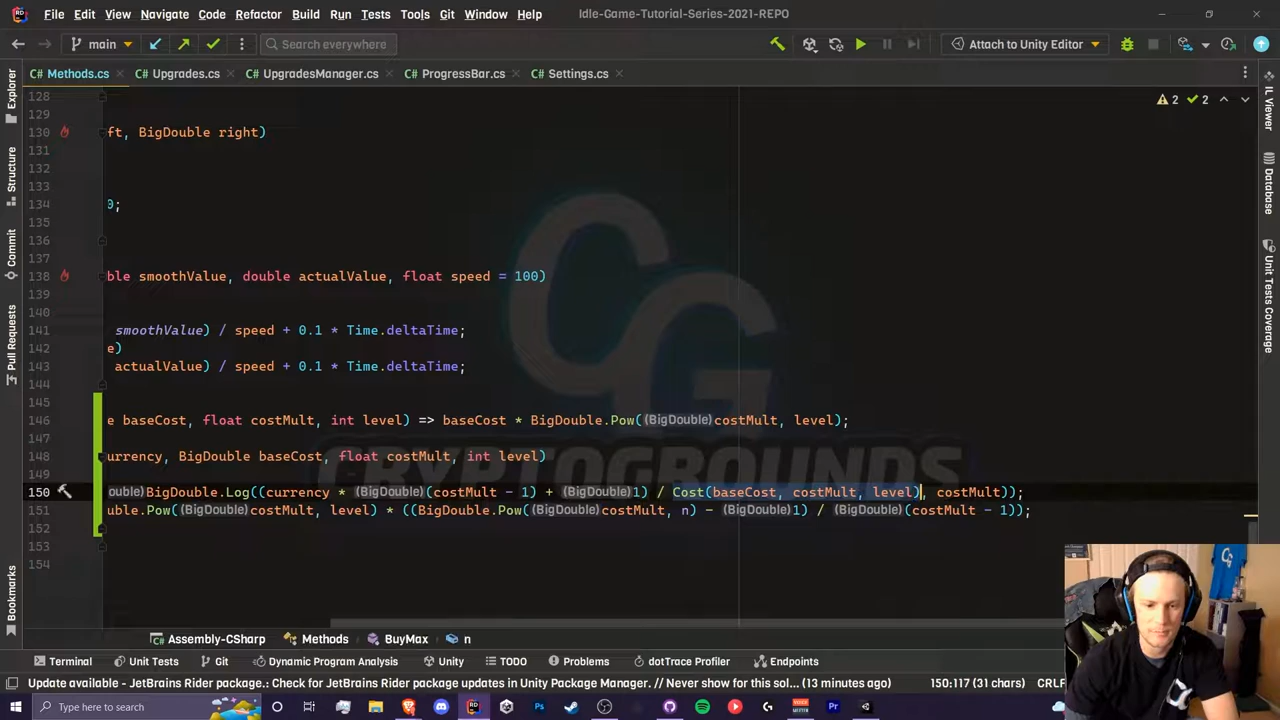 File Edit View Navigate Code Refactor Build Run Tests Tools Git Window Help Idle-Game-Tutorial-Series-2021-REPO
main Search everywhere Attach to Unity Editor
C# Methods.cs C# Upgrades.cs C# UpgradesManager.cs C# ProgressBar.cs C# Settings.cs
128 2 2
129
130 ft, BigDouble right)
131
132
133
134 0;
135
136
137
138 ble smoothValue, double actualValue, float speed = 100)
139
140
141 smoothValue) / speed + 0.1 * Time.deltaTime;
142 e)
143 actualValue) / speed + 0.1 * Time.deltaTime;
144
145
146 e baseCost, float costMult, int level) => baseCost * BigDouble.Pow((BigDouble)costMult, level);
147
148 urrency, BigDouble baseCost, float costMult, int level)
149
150 ouble)BigDouble.Log((currency * (BigDouble)(costMult - 1) + (BigDouble)1) / Cost(baseCost, costMult, level), costMult));
151 uble.Pow((BigDouble)costMult, level) * ((BigDouble.Pow((BigDouble)costMult, n) - (BigDouble)1) / (BigDouble)(costMult - 1));
152
153
154
CG
CRYPTOGROUNDS
Explorer
Structure
Commit
Pull Requests
Bookmarks
IL Viewer
Database
Unit Tests Coverage
Assembly-CSharp Methods BuyMax n
Terminal Unit Tests Git Dynamic Program Analysis Unity TODO Problems dotTrace Profiler Endpoints
Update available - JetBrains Rider package.: Check for JetBrains Rider package updates in Unity Package Manager. // Never show for this sol... (13 minutes ago) 150:117 (31 chars) CRLF
Type here to search